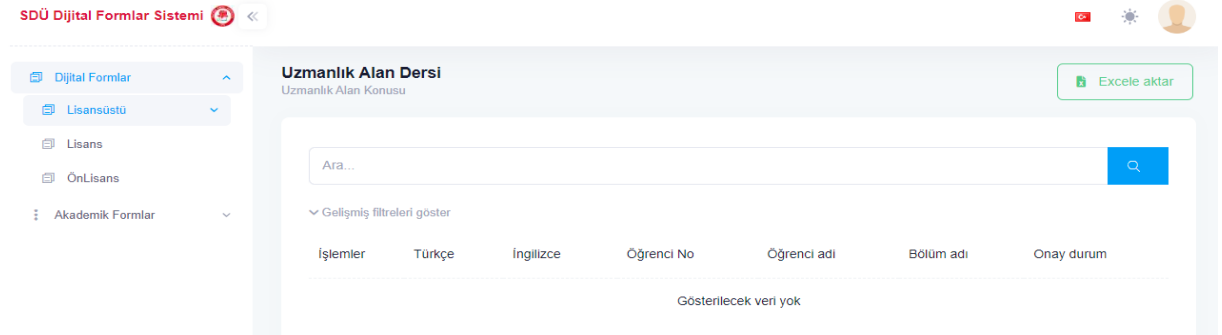 SDÜ Dijital Formlar Sistemi
Dijital Formlar
Lisansüstü
Lisans
ÖnLisans
Akademik Formlar
Uzmanlık Alan Dersi
Uzmanlık Alan Konusu
Excele aktar
Ara...
Gelişmiş filtreleri göster
İşlemler Türkçe İngilizce Öğrenci No Öğrenci adi Bölüm adı Onay durum
Gösterilecek veri yok